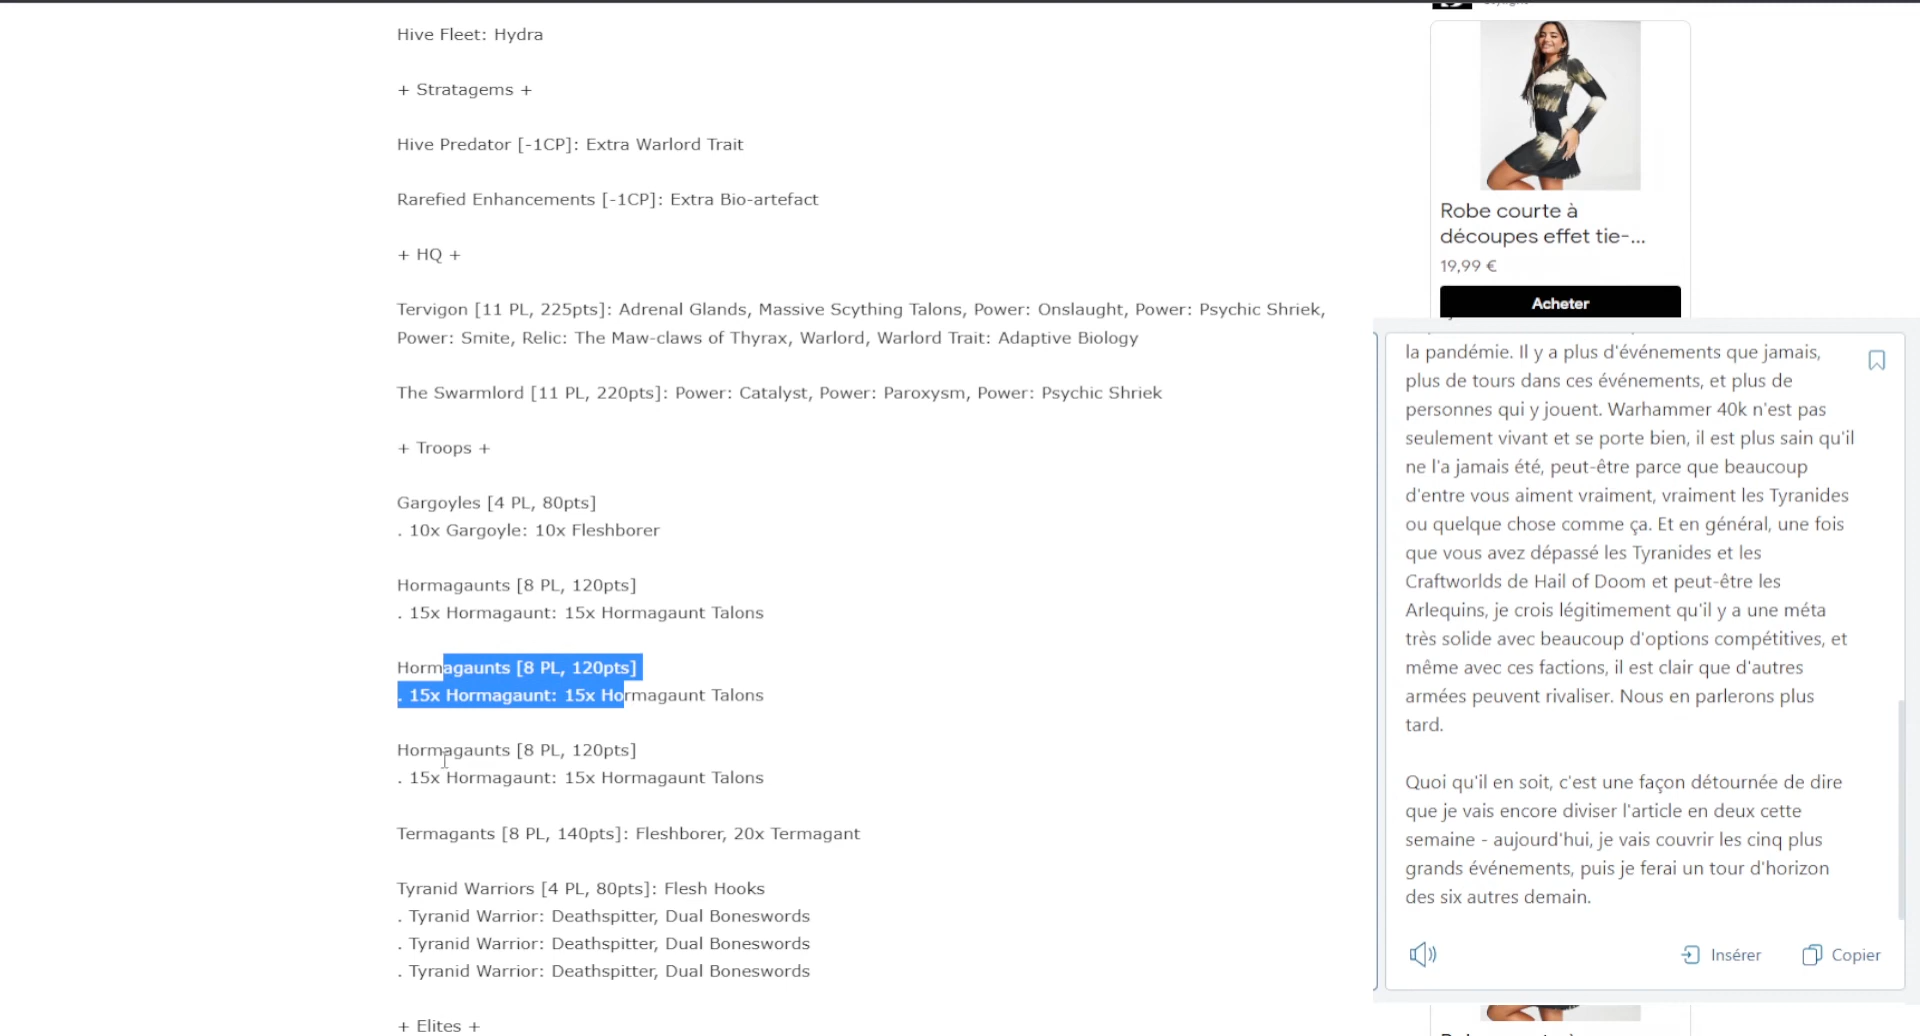 Hive Fleet: Hydra
+ Stratagems +
Hive Predator [-1CP]: Extra Warlord Trait
Rarefied Enhancements [-1CP]: Extra Bio-artefact
+ HQ +
Tervigon [11 PL, 225pts]: Adrenal Glands, Massive Scything Talons, Power: Onslaught, Power: Psychic Shriek,
Power: Smite, Relic: The Maw-claws of Thyrax, Warlord, Warlord Trait: Adaptive Biology
The Swarmlord [11 PL, 220pts]: Power: Catalyst, Power: Paroxysm, Power: Psychic Shriek
+ Troops +
Gargoyles [4 PL, 80pts]
. 10x Gargoyle: 10x Fleshborer
Hormagaunts [8 PL, 120pts]
. 15x Hormagaunt: 15x Hormagaunt Talons
Hormagaunts [8 PL, 120pts]
. 15x Hormagaunt: 15x Hormagaunt Talons
Hormagaunts [8 PL, 120pts]
. 15x Hormagaunt: 15x Hormagaunt Talons
Termagants [8 PL, 140pts]: Fleshborer, 20x Termagant
Tyranid Warriors [4 PL, 80pts]: Flesh Hooks
. Tyranid Warrior: Deathspitter, Dual Boneswords
. Tyranid Warrior: Deathspitter, Dual Boneswords
. Tyranid Warrior: Deathspitter, Dual Boneswords
+ Elites +
Robe courte à
découpes effet tie-...
19,99 €
Acheter
la pandémie. Il y a plus d'événements que jamais,
plus de tours dans ces événements, et plus de
personnes qui y jouent. Warhammer 40k n'est pas
seulement vivant et se porte bien, il est plus sain qu'il
ne l'a jamais été, peut-être parce que beaucoup
d'entre vous aiment vraiment, vraiment les Tyranides
ou quelque chose comme ça. Et en général, une fois
que vous avez dépassé les Tyranides et les
Craftworlds de Hail of Doom et peut-être les
Arlequins, je crois légitimement qu'il y a une méta
très solide avec beaucoup d'options compétitives, et
même avec ces factions, il est clair que d'autres
armées peuvent rivaliser. Nous en parlerons plus
tard.
Quoi qu'il en soit, c'est une façon détournée de dire
que je vais encore diviser l'article en deux cette
semaine - aujourd'hui, je vais couvrir les cinq plus
grands événements, puis je ferai un tour d'horizon
des six autres demain.
Insérer
Copier